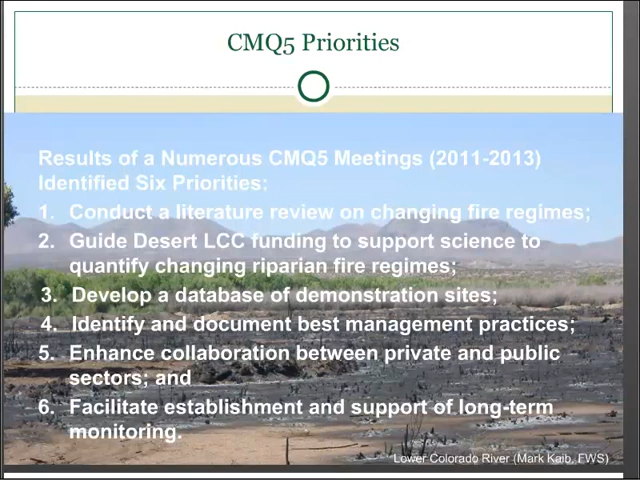 CMQ5 Priorities
Results of a Numerous CMQ5 Meetings (2011-2013)
Identified Six Priorities:
1. Conduct a literature review on changing fire regimes;
2. Guide Desert LCC funding to support science to
quantify changing riparian fire regimes;
3. Develop a database of demonstration sites;
4. Identify and document best management practices;
5. Enhance collaboration between private and public
sectors; and
6. Facilitate establishment and support of long-term
monitoring.
Lower Colorado River (Mark Kaib, FWS)